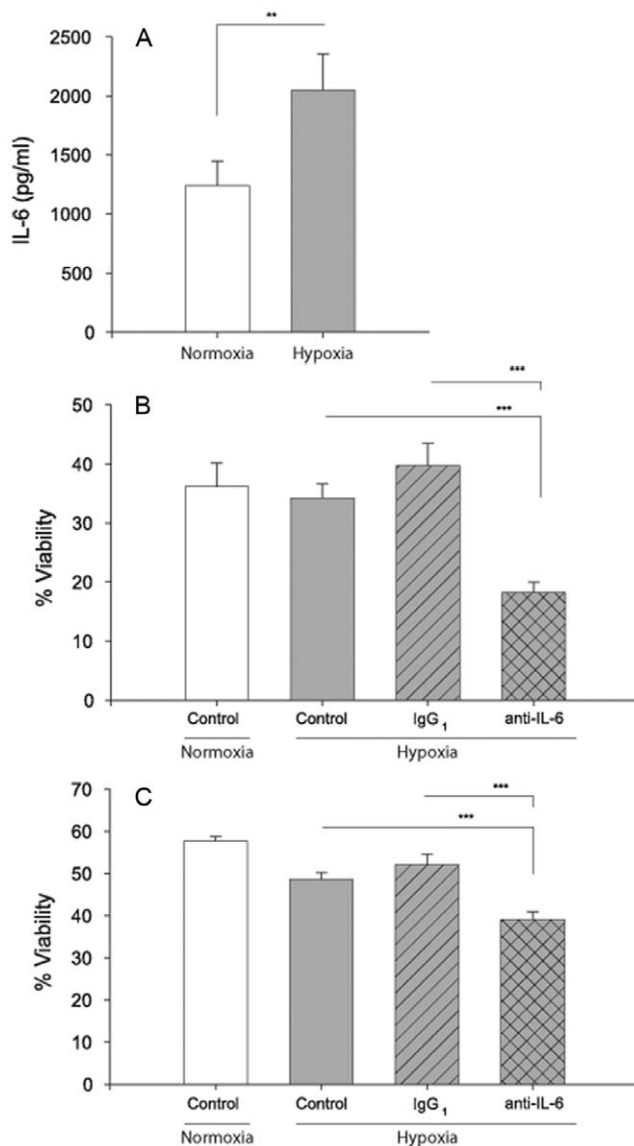 A
**
2500
2000
1500
1000
500
0
IL-6 (pg/ml)
Normoxia Hypoxia
B
***
***
50
40
30
20
10
0
% Viability
Control Control IgG1 anti-IL-6
Normoxia Hypoxia
C
***
***
70
60
50
40
30
20
10
0
% Viability
Control Control IgG1 anti-IL-6
Normoxia Hypoxia